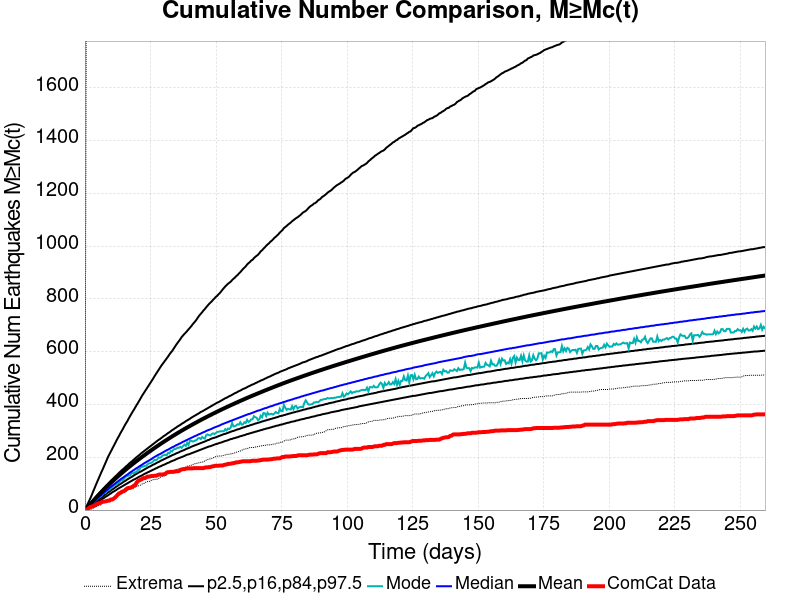 Cumulative Number Comparison, M≥Mc(t)
Cumulative Num Earthquakes M≥Mc(t)
1600
1400
1200
1000
800
600
400
200
0
0 25 50 75 100 125 150 175 200 225 250
Time (days)
Extrema p2.5,p16,p84,p97.5 Mode Median Mean ComCat Data